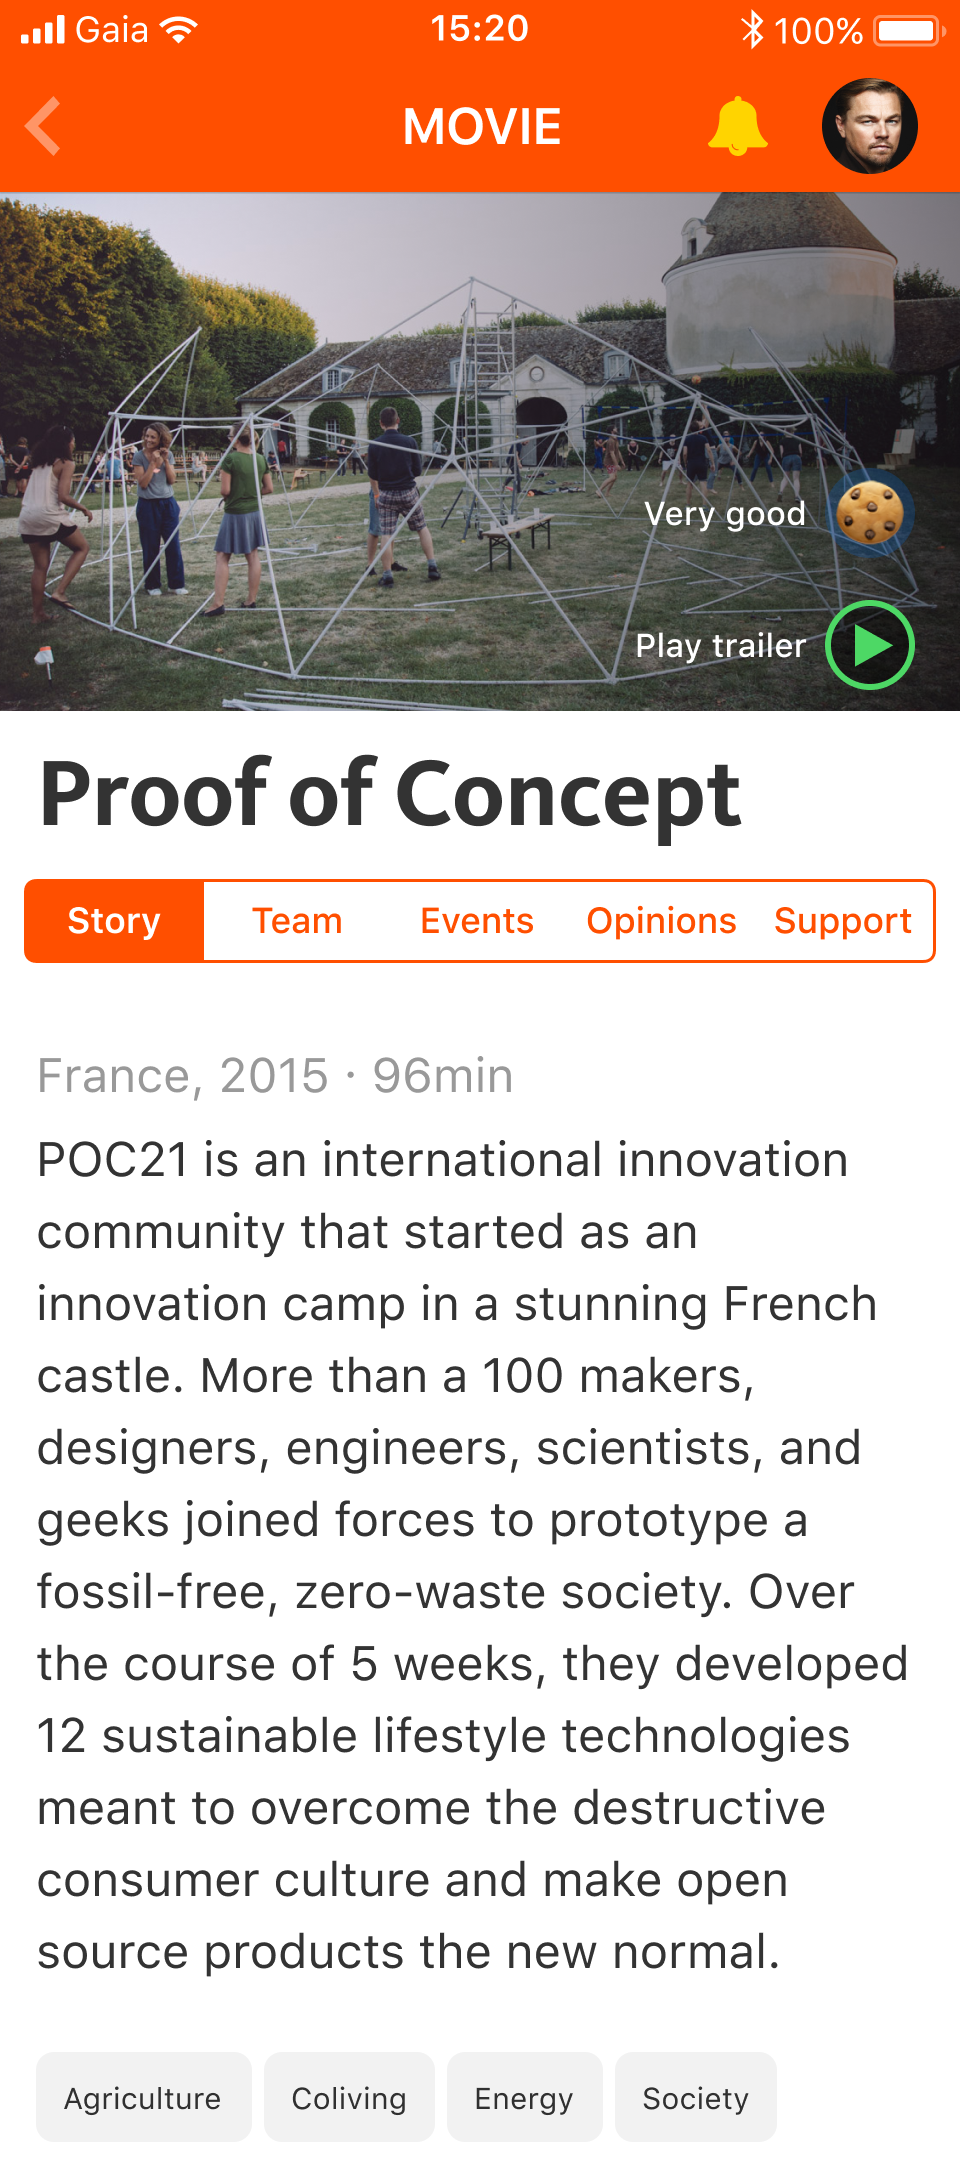 Gaia 15:20 100%
MOVIE
Very good
Play trailer
Proof of Concept
Story Team Events Opinions Support
France, 2015 · 96min
POC21 is an international innovation
community that started as an
innovation camp in a stunning French
castle. More than a 100 makers,
designers, engineers, scientists, and
geeks joined forces to prototype a
fossil-free, zero-waste society. Over
the course of 5 weeks, they developed
12 sustainable lifestyle technologies
meant to overcome the destructive
consumer culture and make open
source products the new normal.
Agriculture Coliving Energy Society